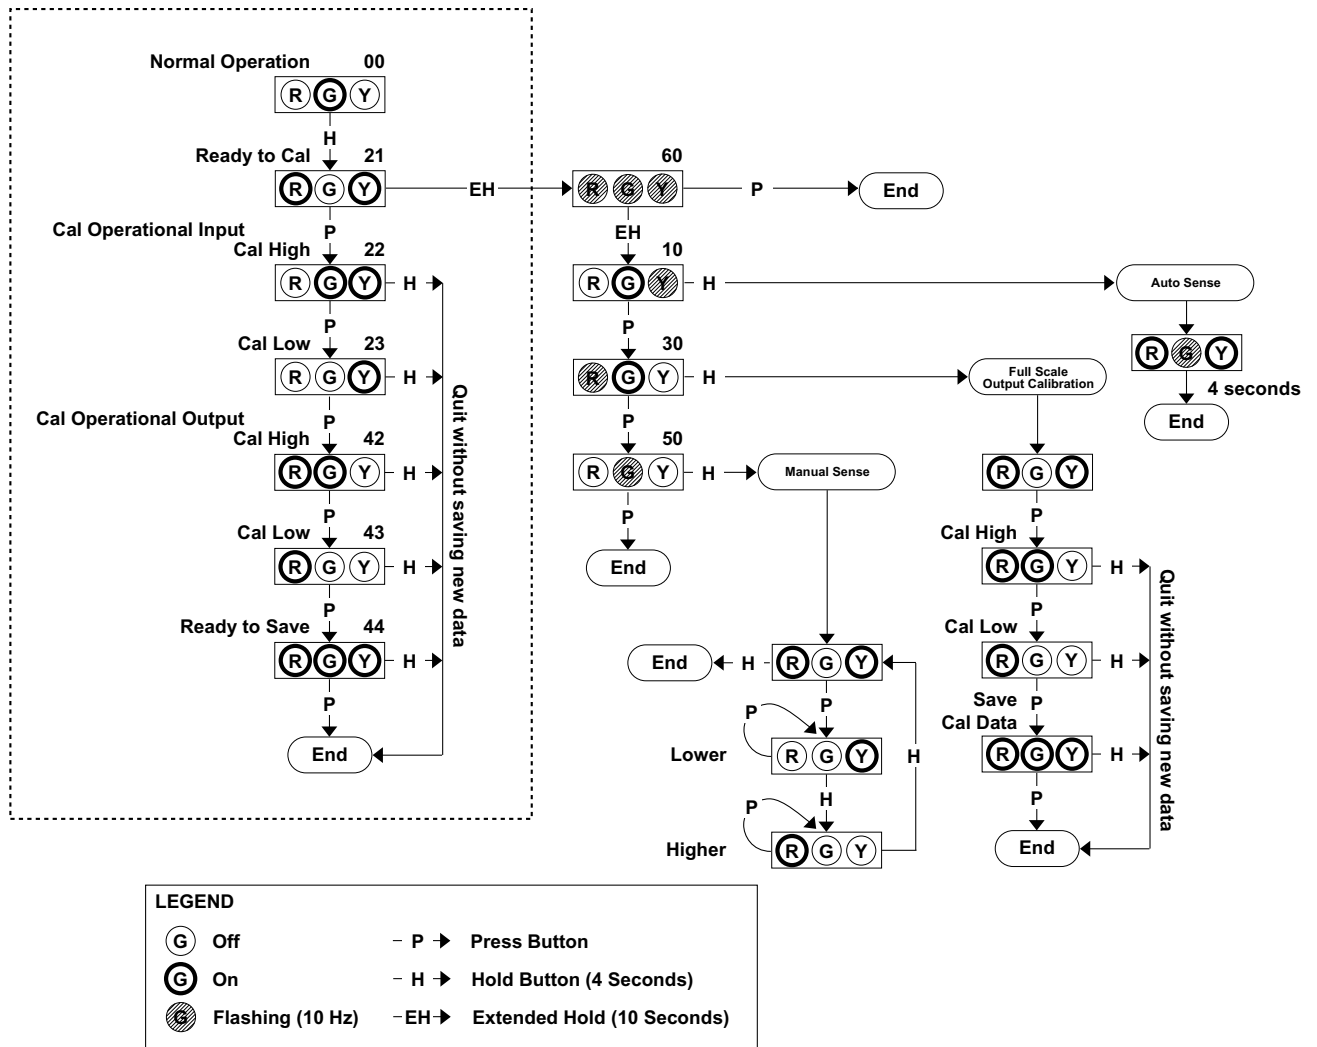 Normal Operation 00
R G Y
H
Ready to Cal 21
R G Y
EH
60
R G Y
P
End
Cal Operational Input
P
Cal High 22
R G Y
H
EH
10
R G Y
H
Auto Sense
R G Y
4 seconds
End
P
Cal Low 23
R G Y
H
P
30
R G Y
H
Full Scale
Output Calibration
Cal Operational Output
P
Cal High 42
R G Y
H
P
50
R G Y
H
Manual Sense
P
End
P
Cal Low 43
R G Y
H
P
Ready to Save 44
R G Y
H
P
End
Quit without saving new data
End
H
R G Y
P
P
Lower
R G Y
H
H
P
Higher
R G Y
R G Y
P
Cal High
R G Y
H
P
Cal Low
R G Y
H
Save
Cal Data
P
R G Y
H
P
End
Quit without saving new data
LEGEND
G Off
P Press Button
G On
H Hold Button (4 Seconds)
G Flashing (10 Hz)
EH Extended Hold (10 Seconds)